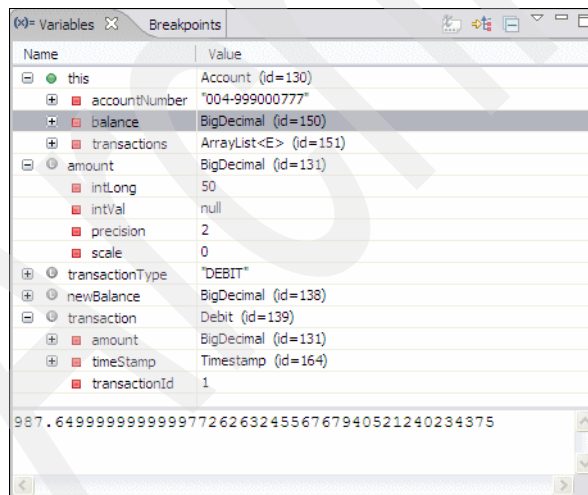 (x)= Variables Breakpoints
Name Value
this Account (id=130)
accountNumber "004-999000777"
balance BigDecimal (id=150)
transactions ArrayList<E> (id=151)
amount BigDecimal (id=131)
intLong 50
intVal null
precision 2
scale 0
transactionType "DEBIT"
newBalance BigDecimal (id=138)
transaction Debit (id=139)
amount BigDecimal (id=131)
timeStamp Timestamp (id=164)
transactionId 1
987.6499999999999772626324556767940521240234375